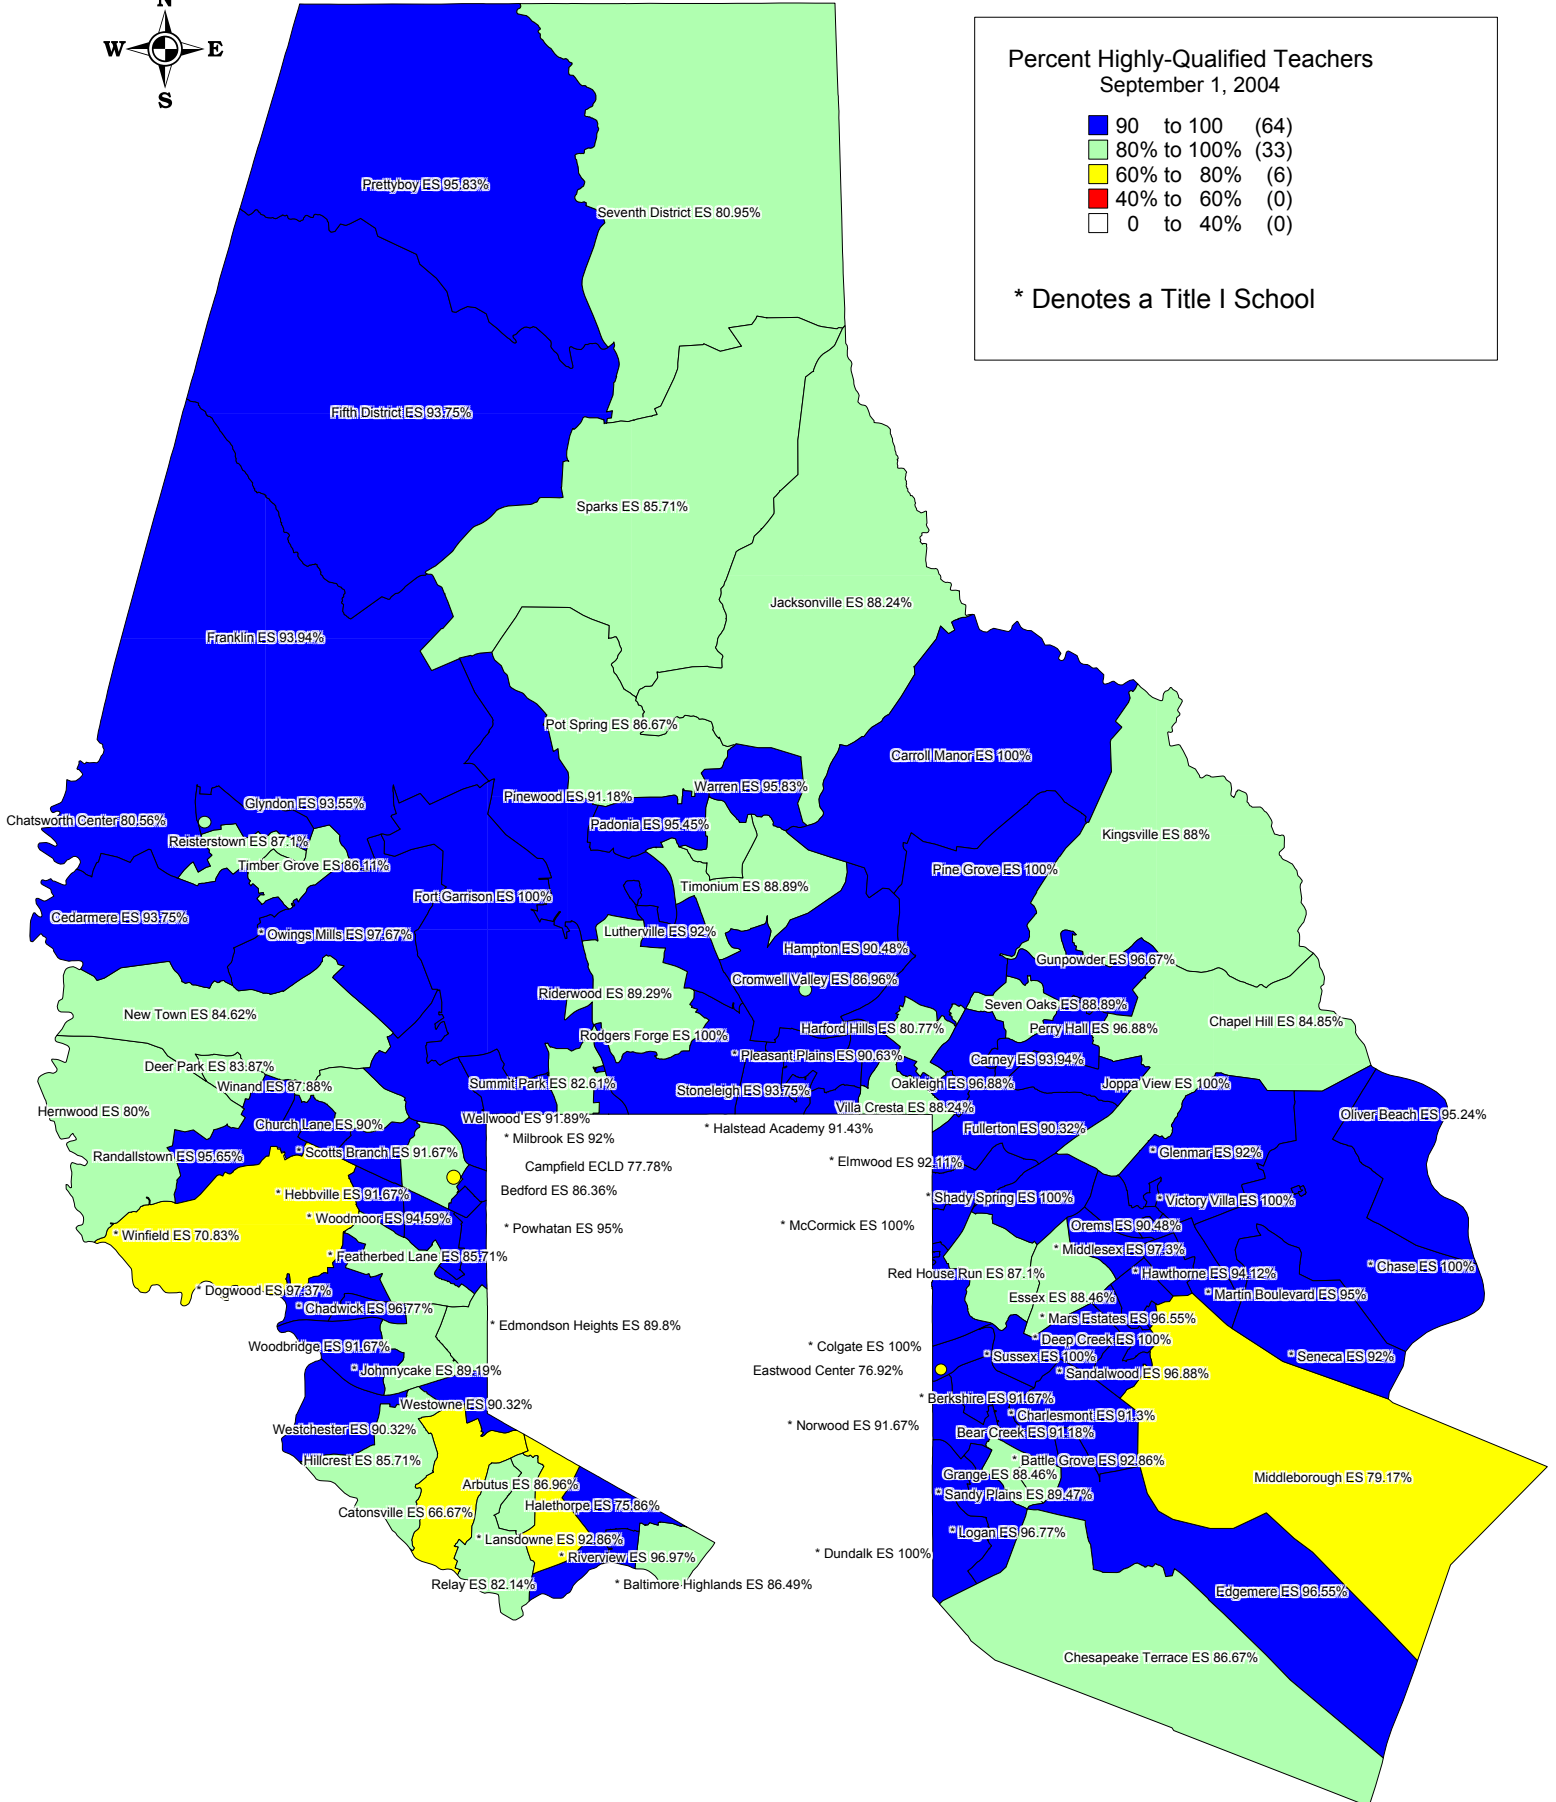 N
W E
S
Percent Highly-Qualified Teachers
September 1, 2004
90 to 100 (64)
80% to 100% (33)
60% to 80% (6)
40% to 60% (0)
0 to 40% (0)
* Denotes a Title I School
Prettyboy ES 95.83%
Seventh District ES 80.95%
Fifth District ES 93.75%
Sparks ES 85.71%
Jacksonville ES 88.24%
Franklin ES 93.94%
Pot Spring ES 86.67%
Carroll Manor ES 100%
Warren ES 95.83%
Pinewood ES 91.18%
Glyndon ES 93.55%
Chatsworth Center 80.56%
Padonia ES 95.45%
Kingsville ES 88%
Reisterstown ES 87.1%
Timber Grove ES 86.11%
Pine Grove ES 100%
Timonium ES 88.89%
Fort Garrison ES 100%
Cedarmere ES 93.75%
* Owings Mills ES 97.67%
Lutherville ES 92%
Hampton ES 90.48%
Gunpowder ES 96.67%
Cromwell Valley ES 86.96%
Riderwood ES 89.29%
Seven Oaks ES 88.89%
New Town ES 84.62%
Chapel Hill ES 84.85%
Harford Hills ES 80.77%
Perry Hall ES 96.88%
Rodgers Forge ES 100%
* Pleasant Plains ES 90.63%
Carney ES 93.94%
Deer Park ES 83.87%
Winand ES 87.88%
Summit Park ES 82.61%
Stoneleigh ES 93.75%
Oakleigh ES 96.88%
Joppa View ES 100%
Hernwood ES 80%
Villa Cresta ES 88.24%
Oliver Beach ES 95.24%
Wellwood ES 91.89%
Church Lane ES 90%
* Halstead Academy 91.43%
Fullerton ES 90.32%
* Milbrook ES 92%
Randallstown ES 95.65%
* Scotts Branch ES 91.67%
* Glenmar ES 92%
Campfield ECLD 77.78%
* Elmwood ES 92.11%
Bedford ES 86.36%
* Hebbville ES 91.67%
* Shady Spring ES 100%
* Victory Villa ES 100%
* Woodmoor ES 94.59%
* Powhatan ES 95%
* McCormick ES 100%
Orems ES 90.48%
* Winfield ES 70.83%
* Featherbed Lane ES 85.71%
* Middlesex ES 97.3%
* Chase ES 100%
Red House Run ES 87.1%
* Hawthorne ES 94.12%
* Dogwood ES 97.37%
Essex ES 88.46%
* Martin Boulevard ES 95%
* Chadwick ES 96.77%
* Mars Estates ES 96.55%
* Edmondson Heights ES 89.8%
* Deep Creek ES 100%
Woodbridge ES 91.67%
* Colgate ES 100%
* Sussex ES 100%
* Seneca ES 92%
* Johnnycake ES 89.19%
Eastwood Center 76.92%
* Sandalwood ES 96.88%
* Berkshire ES 91.67%
Westowne ES 90.32%
* Charlesmont ES 91.3%
Westchester ES 90.32%
* Norwood ES 91.67%
Bear Creek ES 91.18%
Hillcrest ES 85.71%
* Battle Grove ES 92.86%
Grange ES 88.46%
Middleborough ES 79.17%
Arbutus ES 86.96%
* Sandy Plains ES 89.47%
Halethorpe ES 75.86%
Catonsville ES 66.67%
* Lansdowne ES 92.86%
* Logan ES 96.77%
* Dundalk ES 100%
* Riverview ES 96.97%
Relay ES 82.14%
* Baltimore Highlands ES 86.49%
Edgemere ES 96.55%
Chesapeake Terrace ES 86.67%